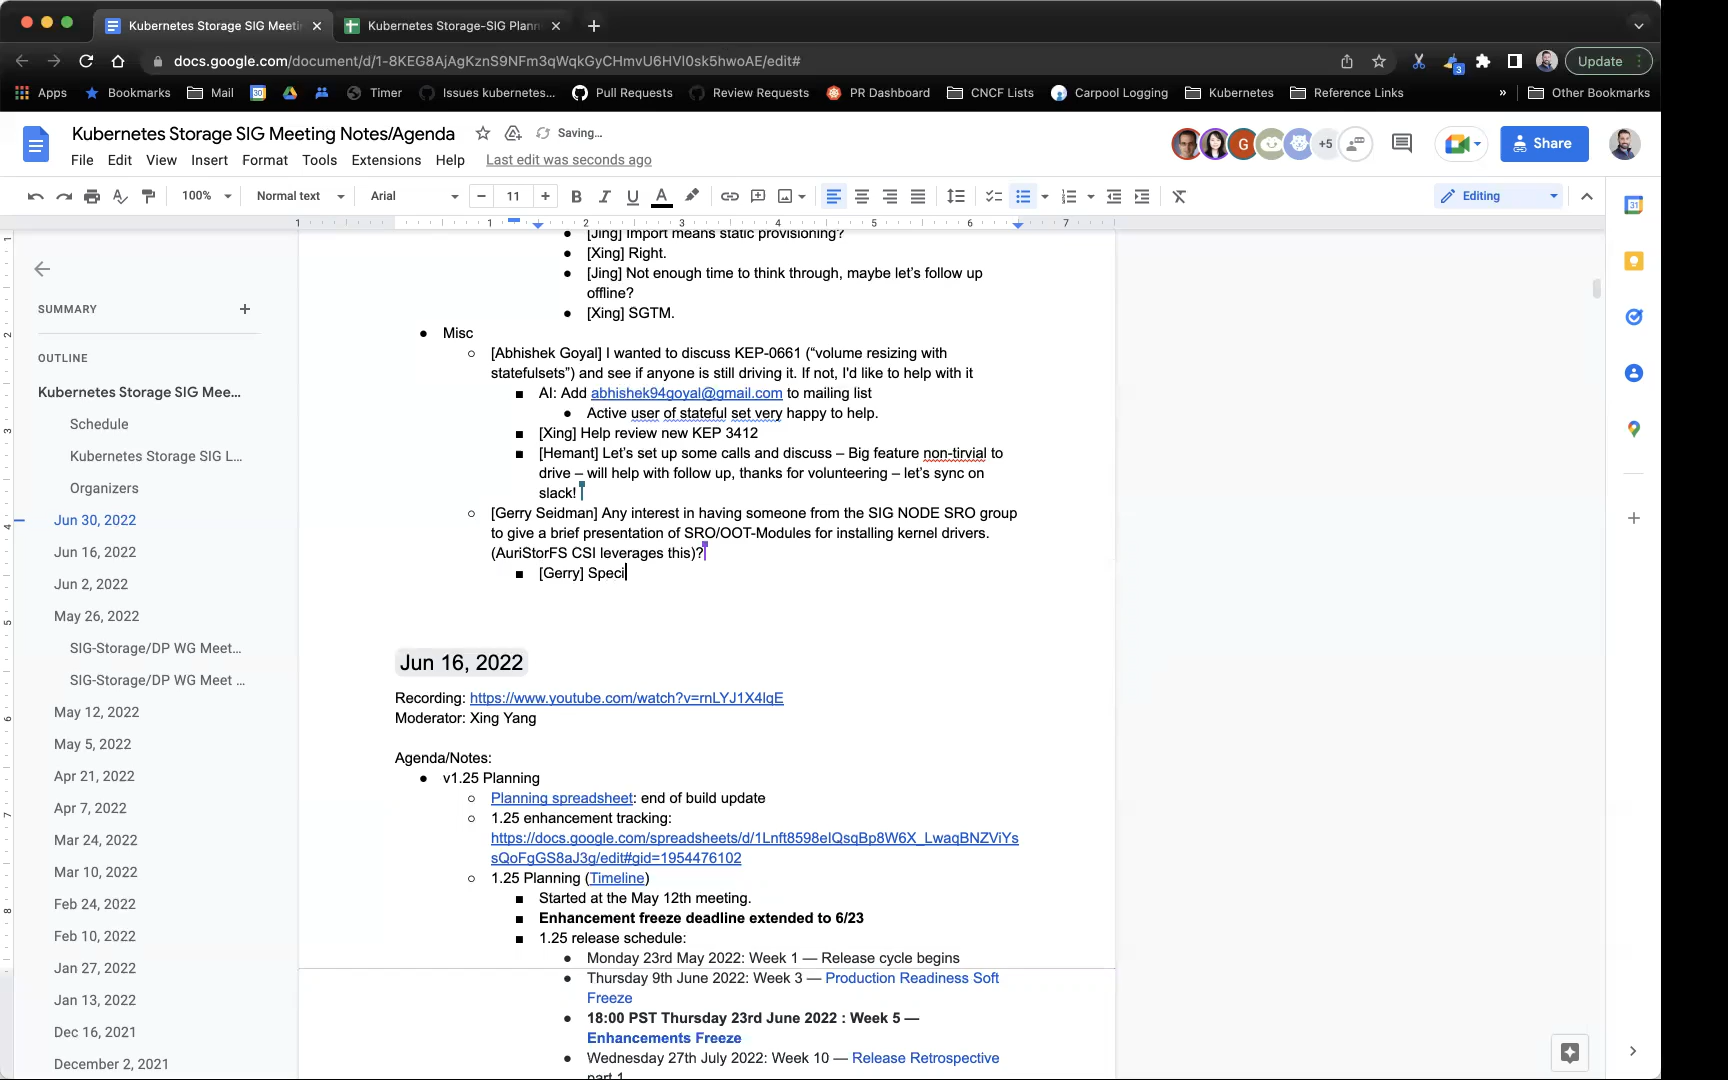 Kubernetes Storage SIG Meeti
Kubernetes Storage-SIG Plann
docs.google.com/document/d/1-8KEG8AjAgKznS9NFm3qWqkGyCHmvU6HVl0sk5hwoAE/edit#
Update
Apps
Bookmarks
Mail
Timer
Issues kubernetes...
Pull Requests
Review Requests
PR Dashboard
CNCF Lists
Carpool Logging
Kubernetes
Reference Links
»
Other Bookmarks
Kubernetes Storage SIG Meeting Notes/Agenda
Saving...
File Edit View Insert Format Tools Extensions Help Last edit was seconds ago
G
+5
Share
100%
Normal text
Arial
11
Editing
SUMMARY
OUTLINE
Kubernetes Storage SIG Mee...
Schedule
Kubernetes Storage SIG L...
Organizers
Jun 30, 2022
Jun 16, 2022
Jun 2, 2022
May 26, 2022
SIG-Storage/DP WG Meet...
SIG-Storage/DP WG Meet ...
May 12, 2022
May 5, 2022
Apr 21, 2022
Apr 7, 2022
Mar 24, 2022
Mar 10, 2022
Feb 24, 2022
Feb 10, 2022
Jan 27, 2022
Jan 13, 2022
Dec 16, 2021
December 2, 2021
[Jing] Import means static provisioning?
[Xing] Right.
[Jing] Not enough time to think through, maybe let's follow up
offline?
[Xing] SGTM.
Misc
[Abhishek Goyal] I wanted to discuss KEP-0661 (“volume resizing with
statefulsets”) and see if anyone is still driving it. If not, I'd like to help with it
AI: Add abhishek94goyal@gmail.com to mailing list
Active user of stateful set very happy to help.
[Xing] Help review new KEP 3412
[Hemant] Let's set up some calls and discuss – Big feature non-tirvial to
drive – will help with follow up, thanks for volunteering – let's sync on
slack!
[Gerry Seidman] Any interest in having someone from the SIG NODE SRO group
to give a brief presentation of SRO/OOT-Modules for installing kernel drivers.
(AuriStorFS CSI leverages this)?
[Gerry] Speci
Jun 16, 2022
Recording: https://www.youtube.com/watch?v=rnLYJ1X4lqE
Moderator: Xing Yang
Agenda/Notes:
v1.25 Planning
Planning spreadsheet: end of build update
1.25 enhancement tracking:
https://docs.google.com/spreadsheets/d/1Lnft8598eIQsqBp8W6X_LwaqBNZViYs
sQoFgGS8aJ3g/edit#gid=1954476102
1.25 Planning (Timeline)
Started at the May 12th meeting.
Enhancement freeze deadline extended to 6/23
1.25 release schedule:
Monday 23rd May 2022: Week 1 — Release cycle begins
Thursday 9th June 2022: Week 3 — Production Readiness Soft
Freeze
18:00 PST Thursday 23rd June 2022 : Week 5 —
Enhancements Freeze
Wednesday 27th July 2022: Week 10 — Release Retrospective
part 1